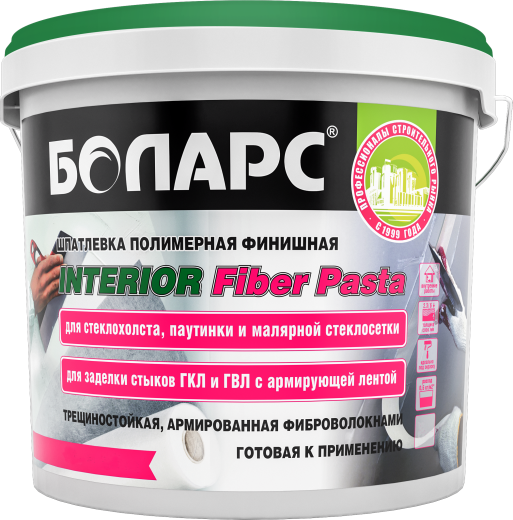 БОЛАРС®
ПРОФЕССИОНАЛЫ СТРОИТЕЛЬНОГО РЫНКА
С 1899 ГОДА
ШПАТЛЕВКА ПОЛИМЕРНАЯ ФИНИШНАЯ
INTERIOR Fiber Pasta
для стеклохолста, паутинки и малярной стеклосетки
для заделки стыков ГКЛ и ГВЛ с армирующей лентой
ТРЕЩИНОСТОЙКАЯ, АРМИРОВАННАЯ ФИБРОВОЛОКНАМИ
ГОТОВАЯ К ПРИМЕНЕНИЮ